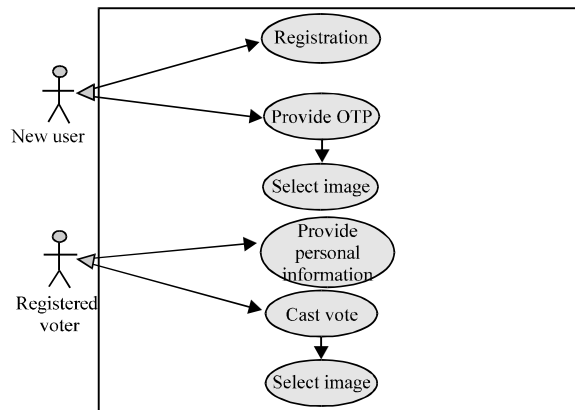 Registration
New user
Provide OTP
Select image
Provide
personal
information
Registered
voter
Cast vote
Select image